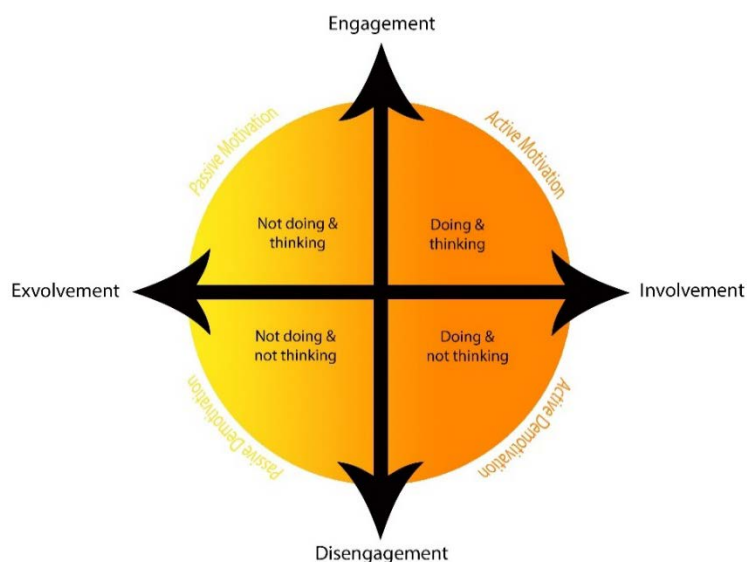 Engagement
Passive Motivation
Active Motivation
Not doing &
thinking
Doing &
thinking
Exvolvement
Involvement
Not doing &
not thinking
Doing &
not thinking
Passive Demotivation
Active Demotivation
Disengagement